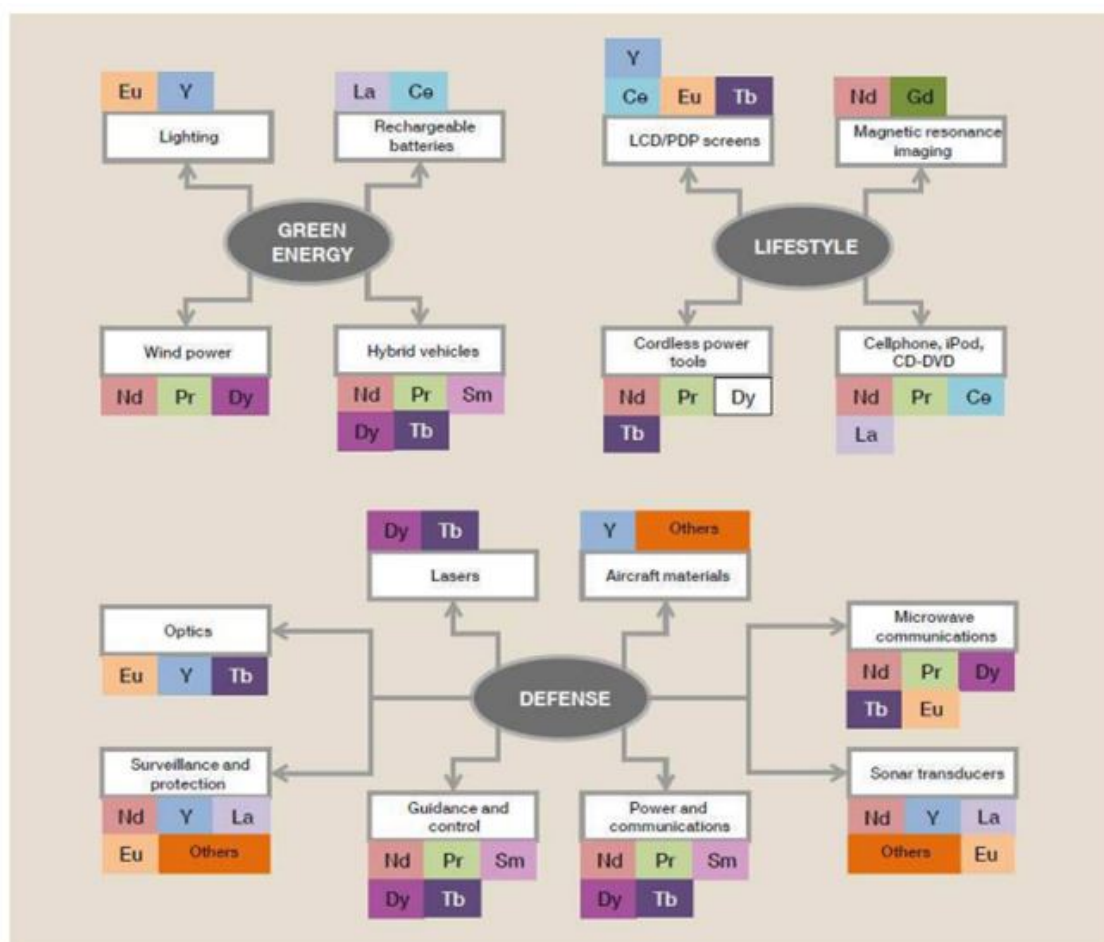 Eu Y
Lighting
La Ce
Rechargeable
batteries
GREEN
ENERGY
Wind power
Nd Pr Dy
Hybrid vehicles
Nd Pr Sm
Dy Tb
Y
Ce Eu Tb
LCD/PDP screens
Nd Gd
Magnetic resonance
imaging
LIFESTYLE
Cordless power
tools
Nd Pr Dy
Tb
Cellphone, iPod,
CD-DVD
Nd Pr Ce
La
Dy Tb
Lasers
Y Others
Aircraft materials
Optics
Eu Y Tb
Microwave
communications
Nd Pr Dy
Tb Eu
DEFENSE
Surveillance and
protection
Nd Y La
Eu Others
Guidance and
control
Nd Pr Sm
Dy Tb
Power and
communications
Nd Pr Sm
Dy Tb
Sonar transducers
Nd Y La
Others Eu